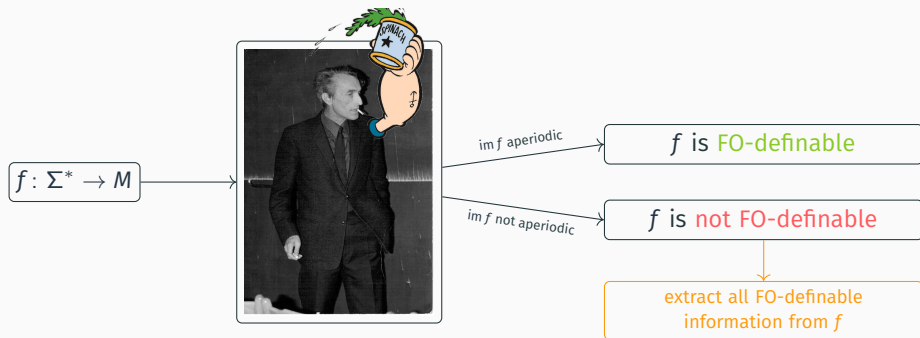 SPINACH
f : Σ* → M
im f aperiodic
f is FO-definable
im f not aperiodic
f is not FO-definable
extract all FO-definable
information from f